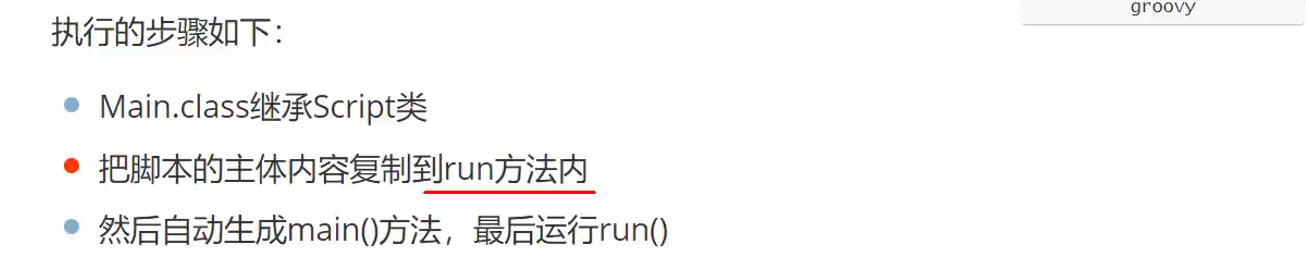 groovy
执行的步骤如下：
Main.class继承Script类
把脚本的主体内容复制到run方法内
然后自动生成main()方法，最后运行run()